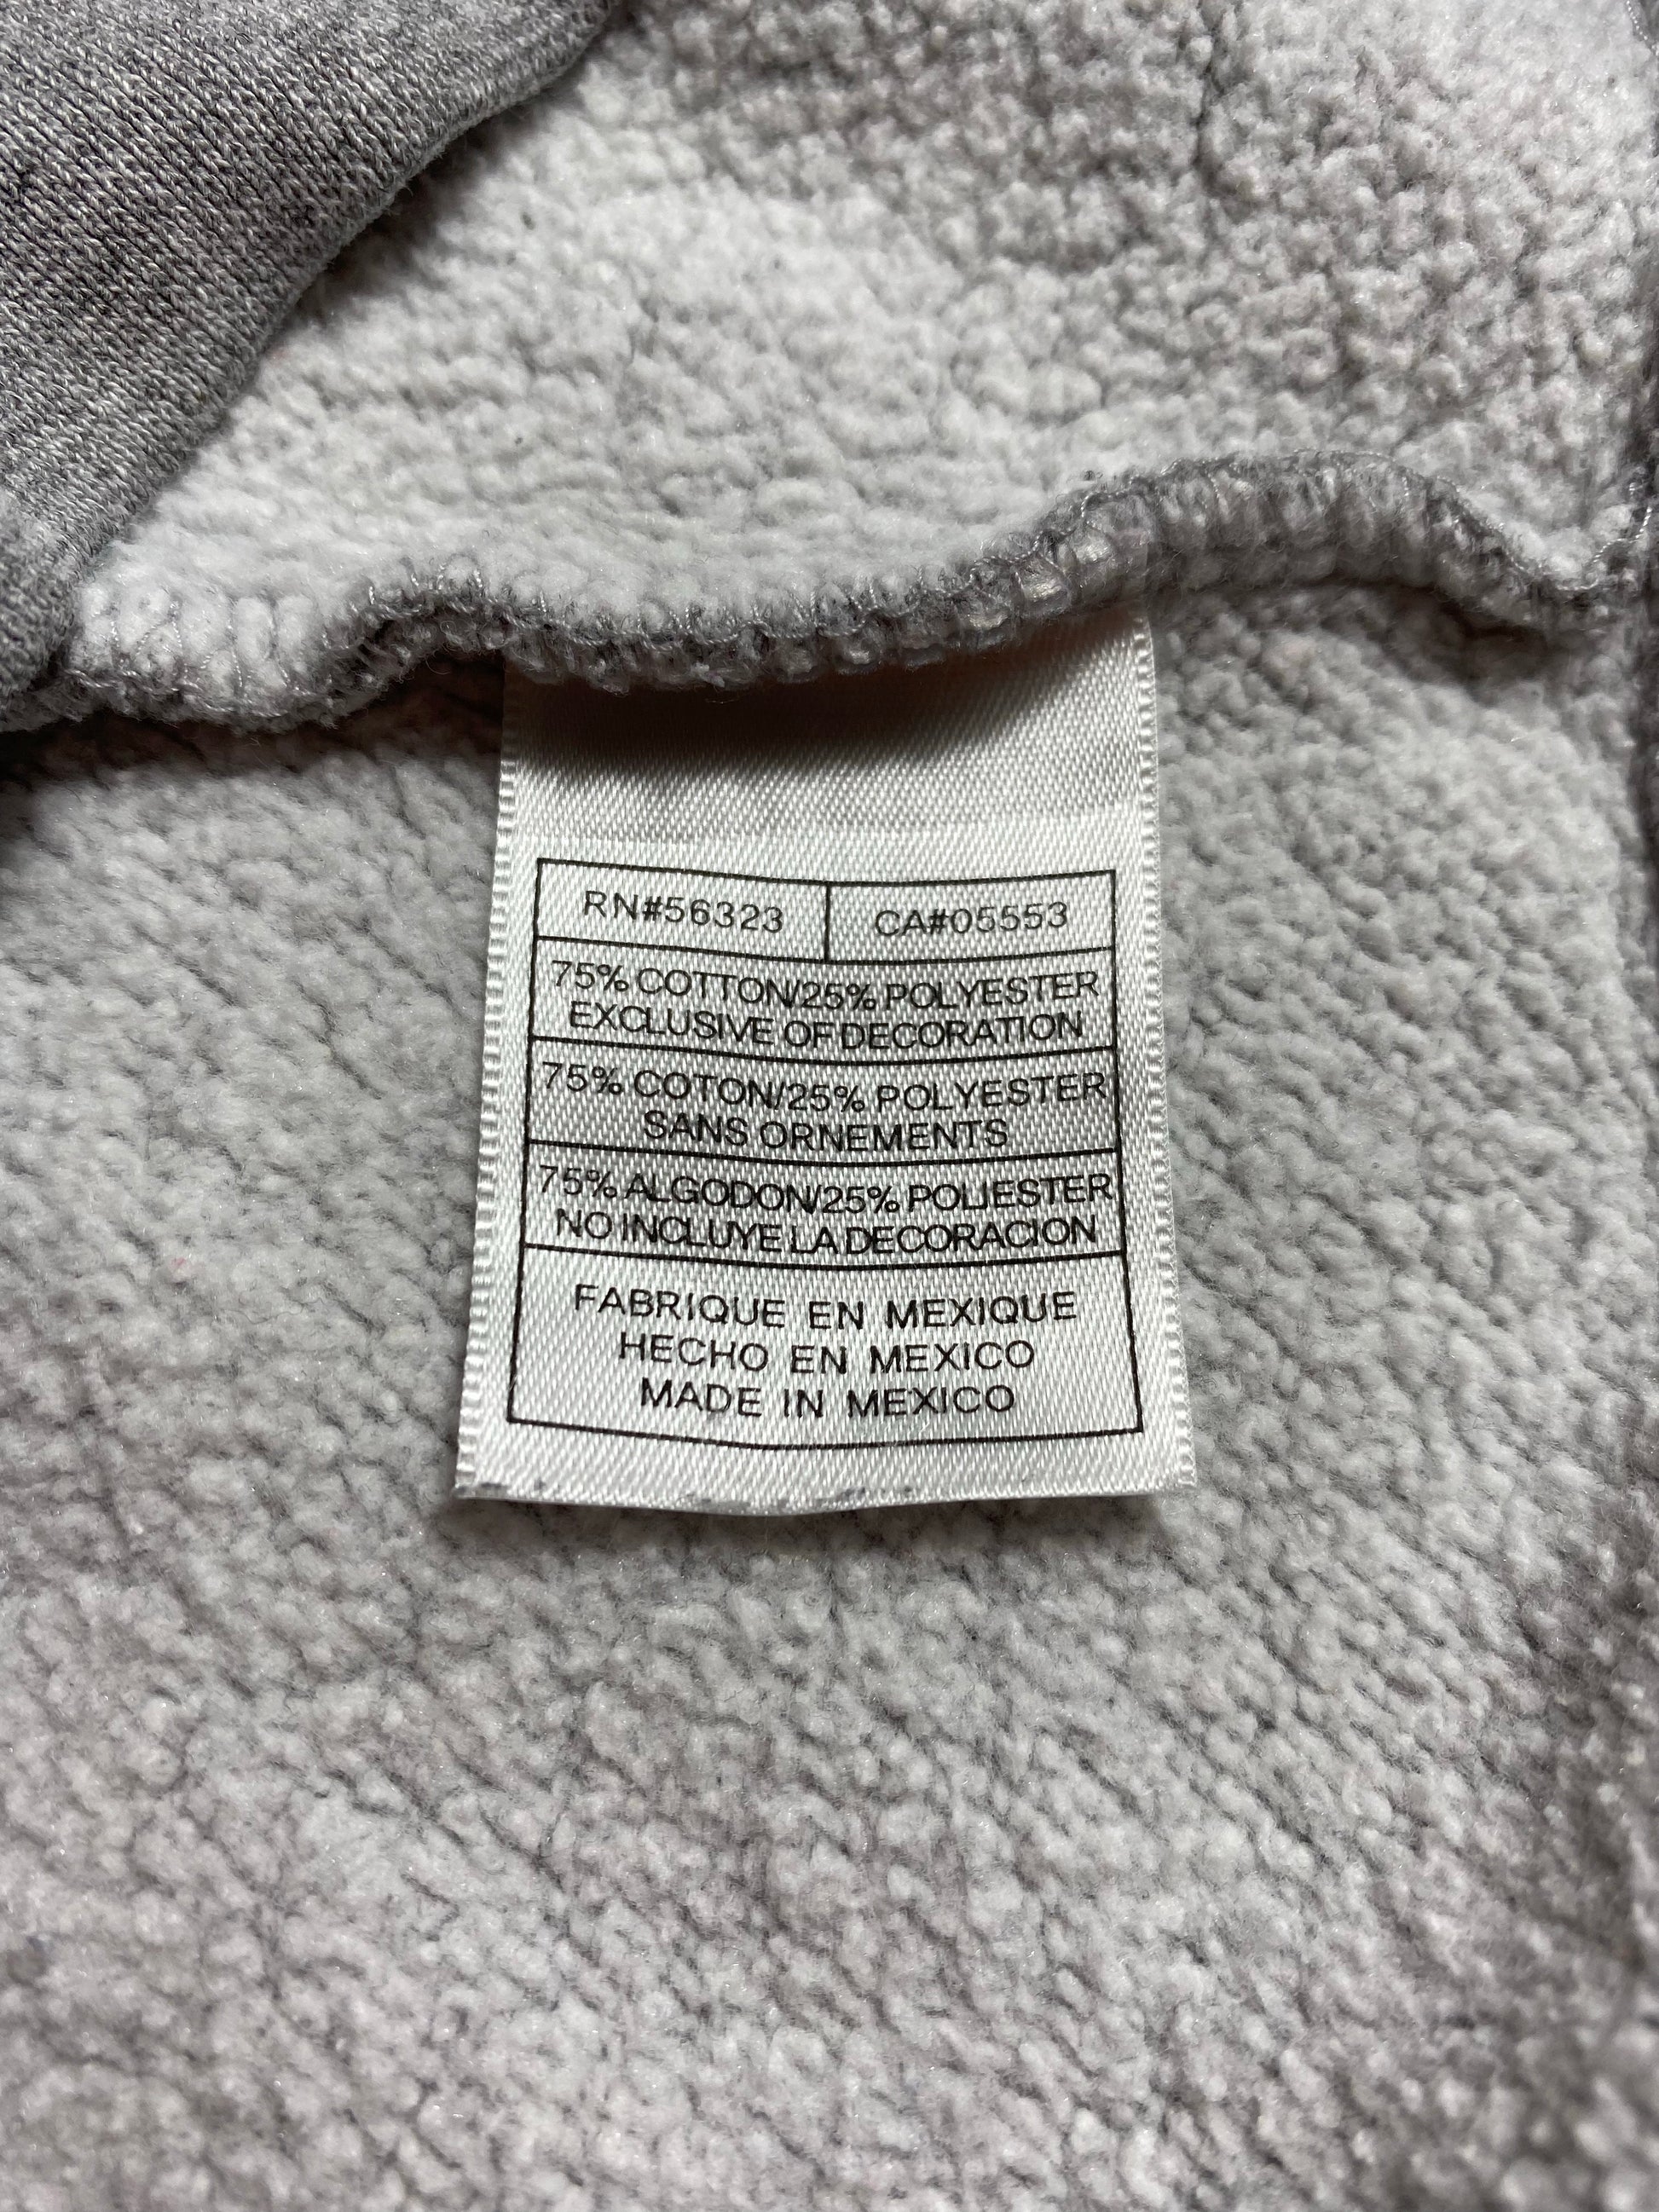 RN#56323 CA#05553
75% COTTON/25% POLYESTER
EXCLUSIVE OF DECORATION
75% COTON/25% POLYESTER
SANS ORNEMENTS
75% ALGODON/25% POLIESTER
NO INCLUYE LA DECORACION
FABRIQUE EN MEXIQUE
HECHO EN MEXICO
MADE IN MEXICO